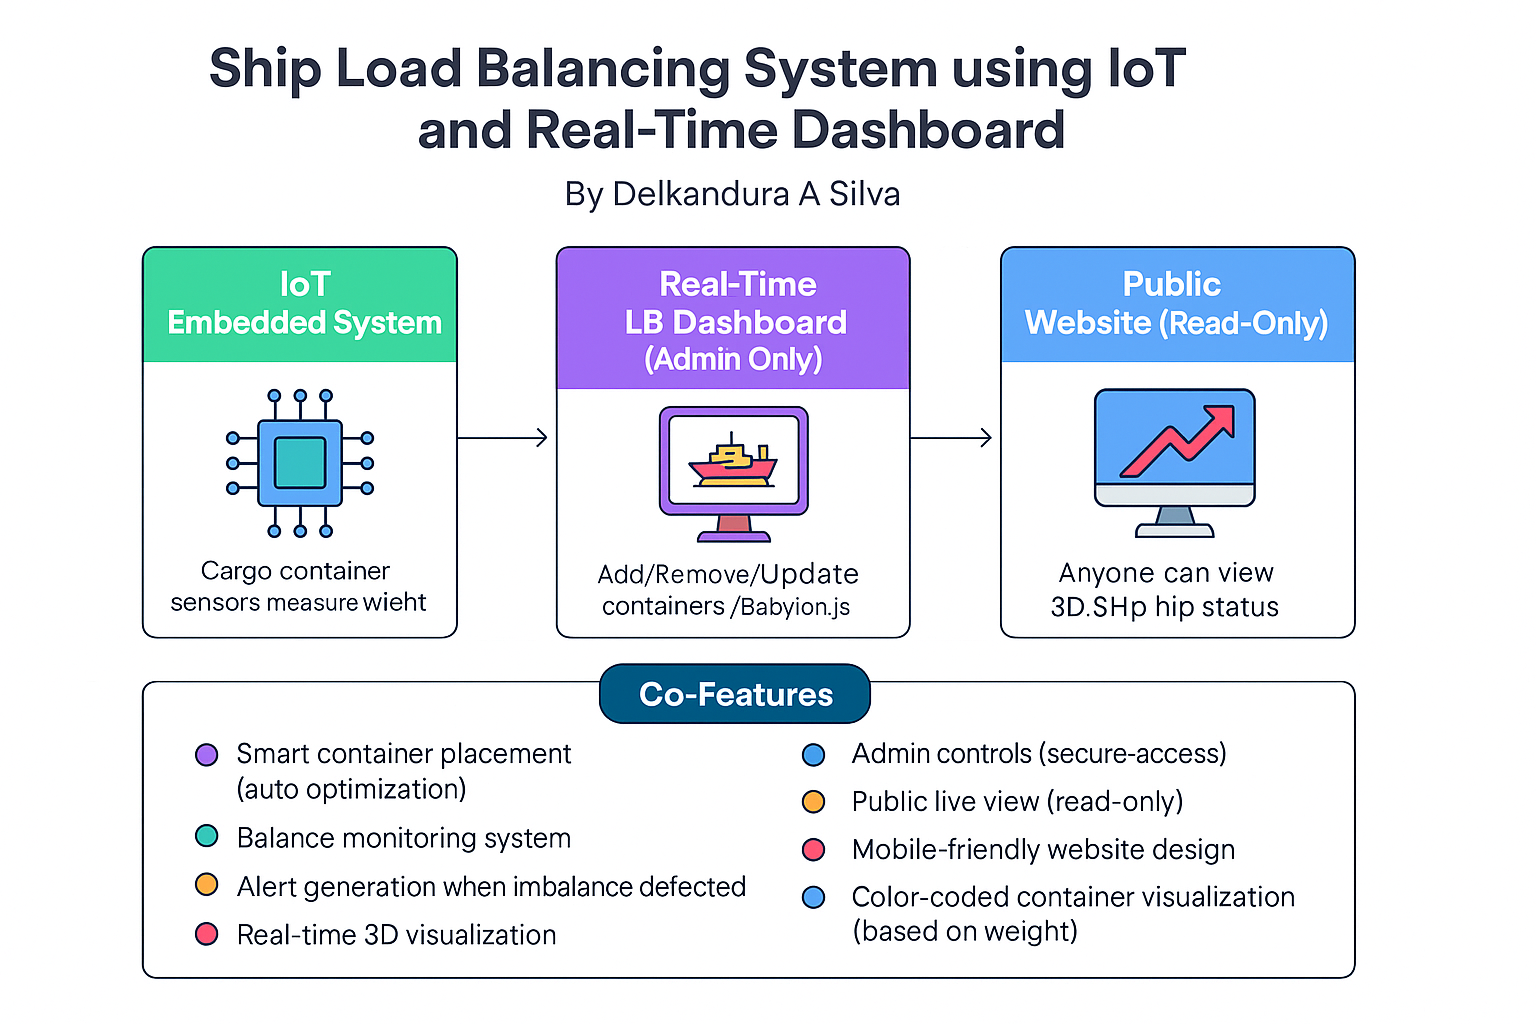 Ship Load Balancing System using IoT
and Real-Time Dashboard
By Delkandura A Silva
IoT
Embedded System
Cargo container
sensors measure wieht
Real-Time
LB Dashboard
(Admin Only)
Add/Remove/Update
containers /Babyion.js
Public
Website (Read-Only)
Anyone can view
3D.SHp hip status
Co-Features
Smart container placement
(auto optimization)
Balance monitoring system
Alert generation when imbalance defected
Real-time 3D visualization
Admin controls (secure-access)
Public live view (read-only)
Mobile-friendly website design
Color-coded container visualization
(based on weight)